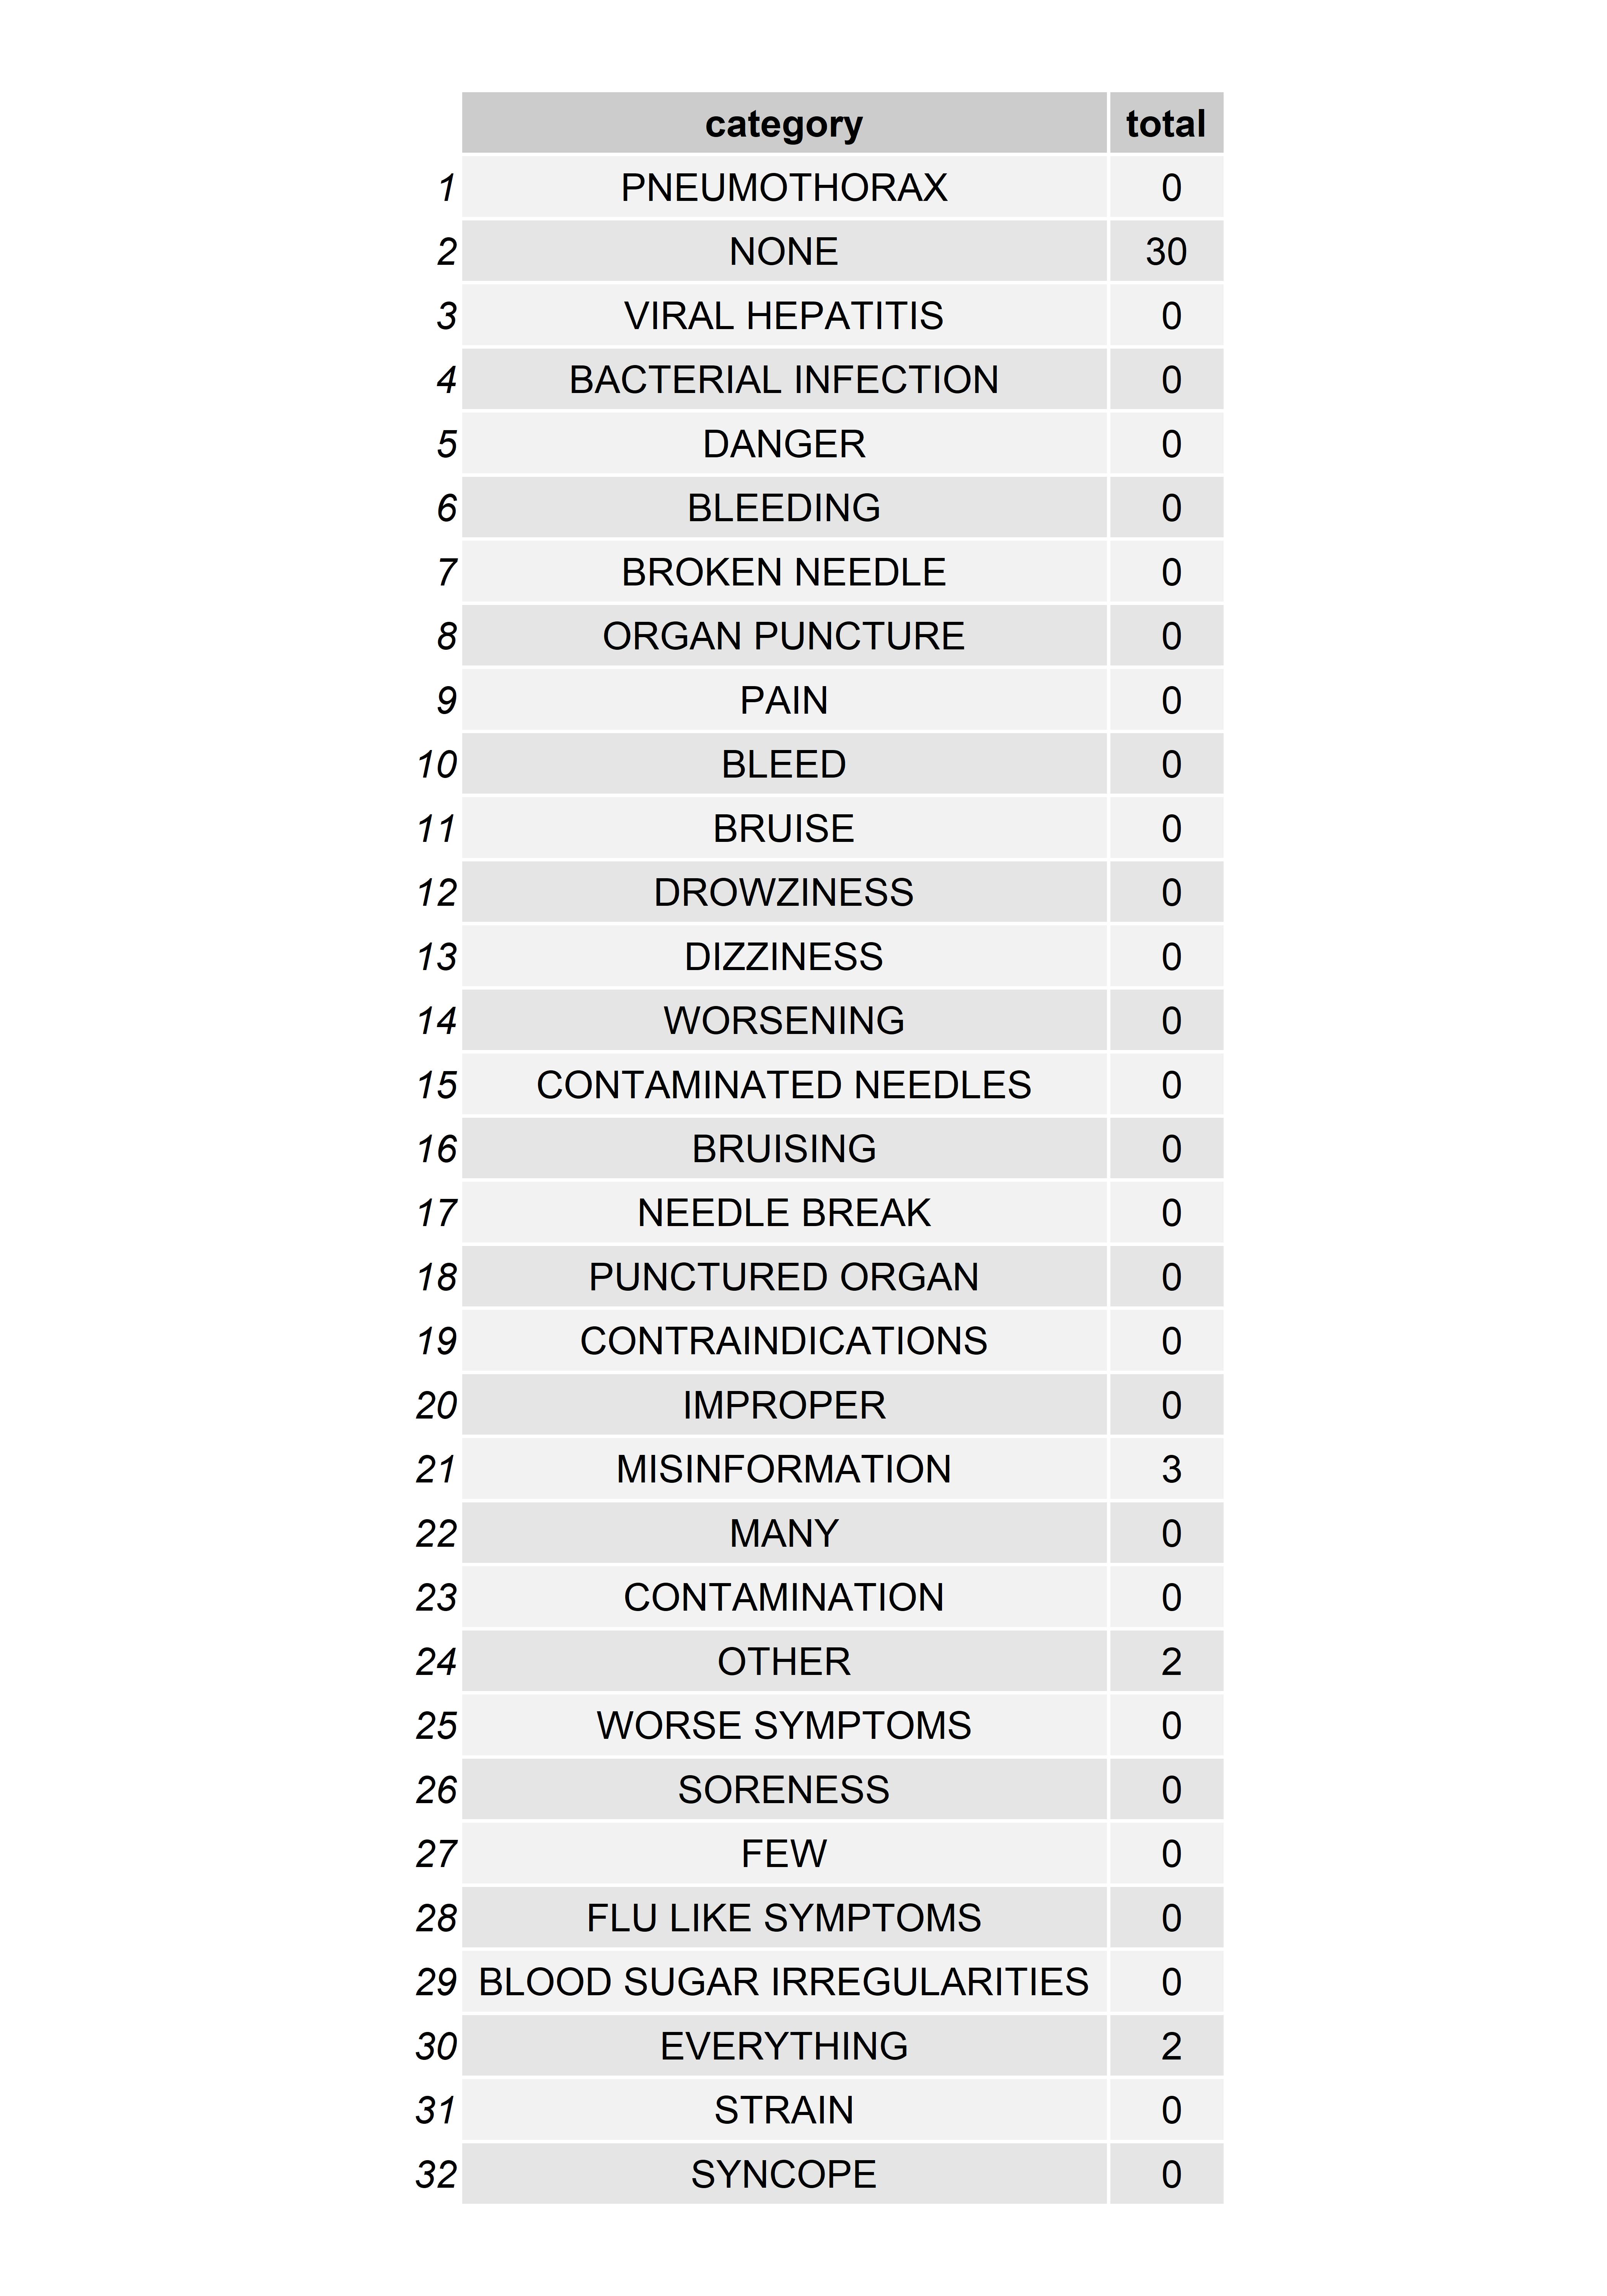 category total
1 PNEUMOTHORAX 0
2 NONE 30
3 VIRAL HEPATITIS 0
4 BACTERIAL INFECTION 0
5 DANGER 0
6 BLEEDING 0
7 BROKEN NEEDLE 0
8 ORGAN PUNCTURE 0
9 PAIN 0
10 BLEED 0
11 BRUISE 0
12 DROWZINESS 0
13 DIZZINESS 0
14 WORSENING 0
15 CONTAMINATED NEEDLES 0
16 BRUISING 0
17 NEEDLE BREAK 0
18 PUNCTURED ORGAN 0
19 CONTRAINDICATIONS 0
20 IMPROPER 0
21 MISINFORMATION 3
22 MANY 0
23 CONTAMINATION 0
24 OTHER 2
25 WORSE SYMPTOMS 0
26 SORENESS 0
27 FEW 0
28 FLU LIKE SYMPTOMS 0
29 BLOOD SUGAR IRREGULARITIES 0
30 EVERYTHING 2
31 STRAIN 0
32 SYNCOPE 0